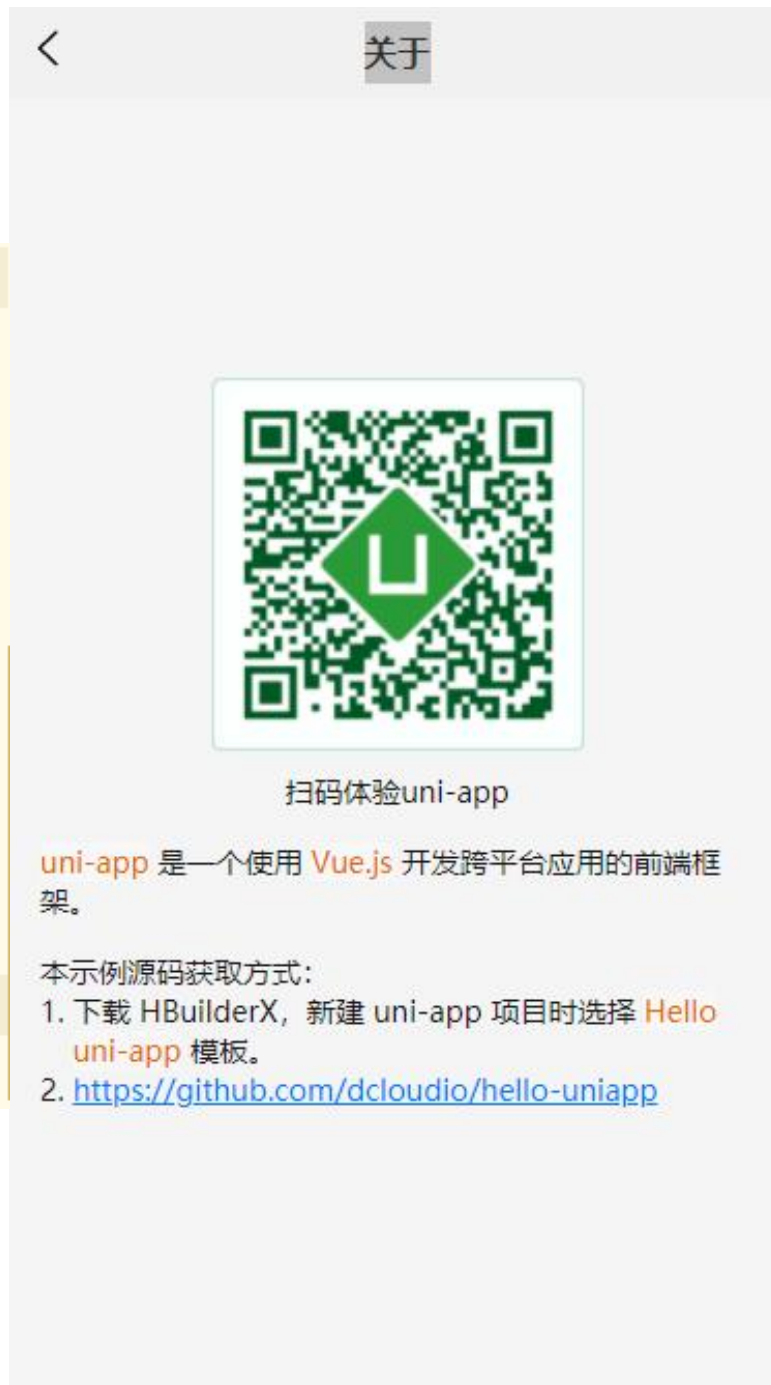 关于
扫码体验uni-app
uni-app 是一个使用 Vue.js 开发跨平台应用的前端框
架。
本示例源码获取方式：
1. 下载 HBuilderX，新建 uni-app 项目时选择 Hello
uni-app 模板。
2. https://github.com/dcloudio/hello-uniapp